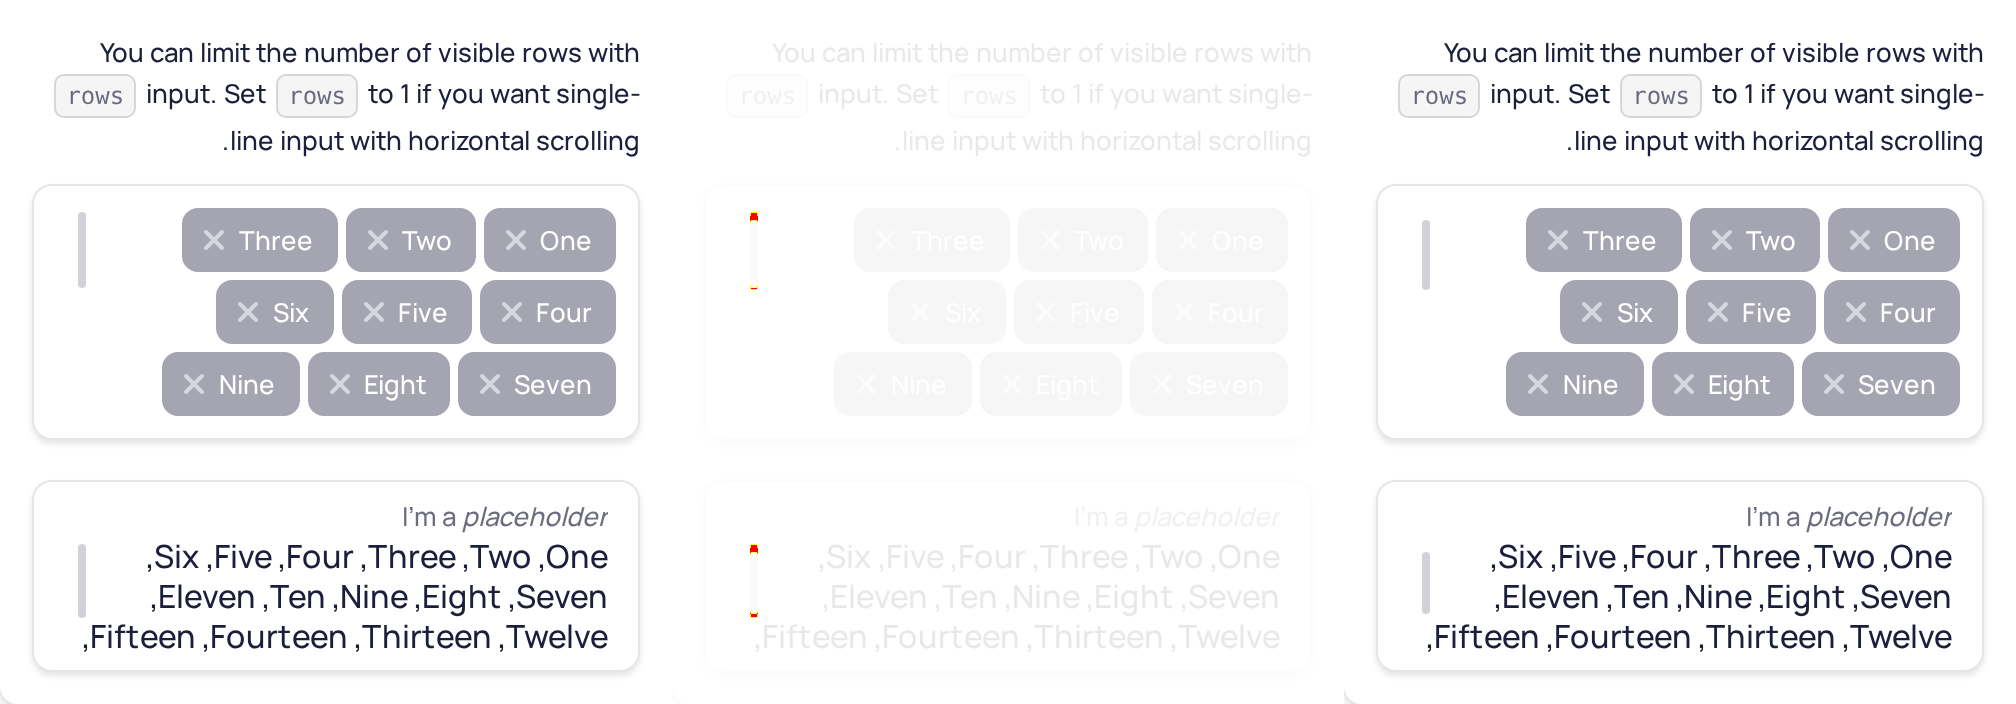 You can limit the number of visible rows with
rows input. Set rows to 1 if you want single-
.line input with horizontal scrolling
Three Two One
Six Five Four
Nine Eight Seven
I'm a placeholder
,Six ,Five ,Four ,Three ,Two ,One
,Eleven ,Ten ,Nine ,Eight ,Seven
,Fifteen ,Fourteen ,Thirteen ,Twelve
You can limit the number of visible rows with
rows input. Set rows to 1 if you want single-
.line input with horizontal scrolling
Three Two One
Six Five Four
Nine Eight Seven
I'm a placeholder
,Six ,Five ,Four ,Three ,Two ,One
,Eleven ,Ten ,Nine ,Eight ,Seven
,Fifteen ,Fourteen ,Thirteen ,Twelve
You can limit the number of visible rows with
rows input. Set rows to 1 if you want single-
.line input with horizontal scrolling
Three Two One
Six Five Four
Nine Eight Seven
I'm a placeholder
,Six ,Five ,Four ,Three ,Two ,One
,Eleven ,Ten ,Nine ,Eight ,Seven
,Fifteen ,Fourteen ,Thirteen ,Twelve